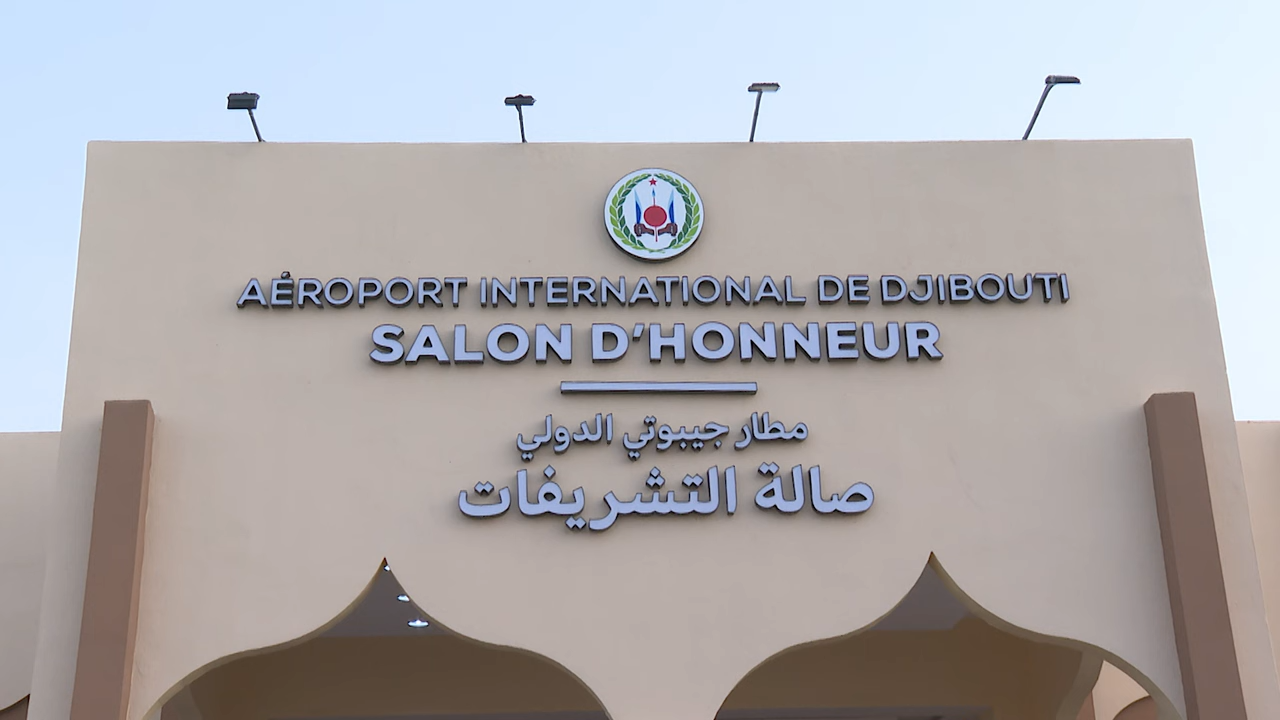 AÉROPORT INTERNATIONAL DE DJIBOUTI
SALON D'HONNEUR
مطار جيبوتي الدولي
صالة التشريفات